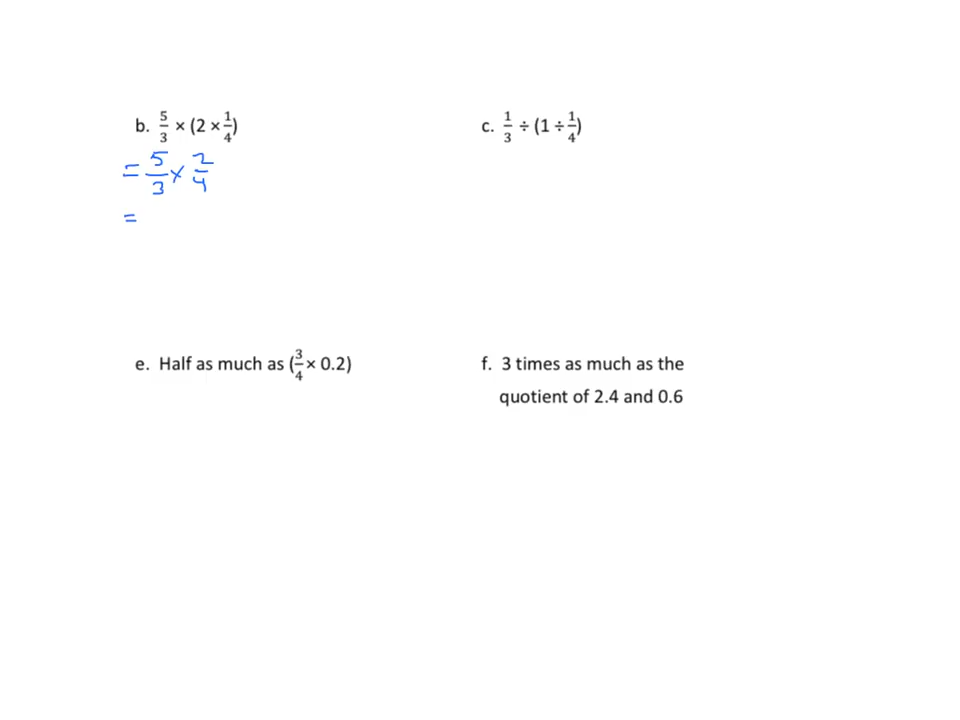 b. 5/3 × (2 × 1/4)
c. 1/3 ÷ (1 ÷ 1/4)
= 5/3 × 2/4
=
e. Half as much as (3/4 × 0.2)
f. 3 times as much as the
quotient of 2.4 and 0.6